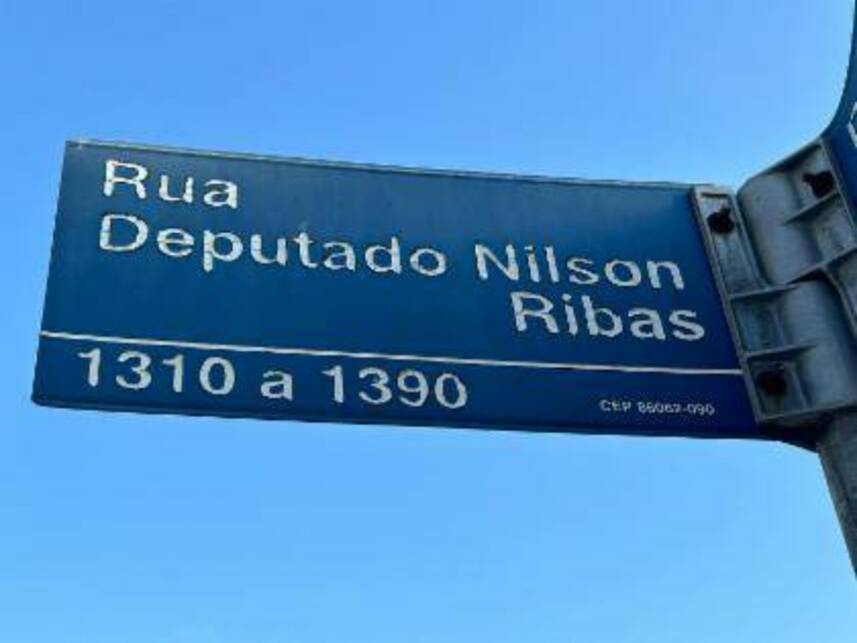 Rua
Deputado Nilson
Ribas
1310 a 1390
CEP 86062-090